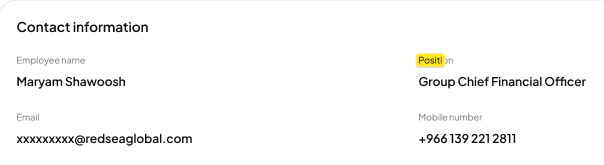 Contact information
Employee name
Position
Maryam Shawoosh
Group Chief Financial Officer
Email
Mobile number
xxxxxxxxx@redseaglobal.com
+966 139 221 2811